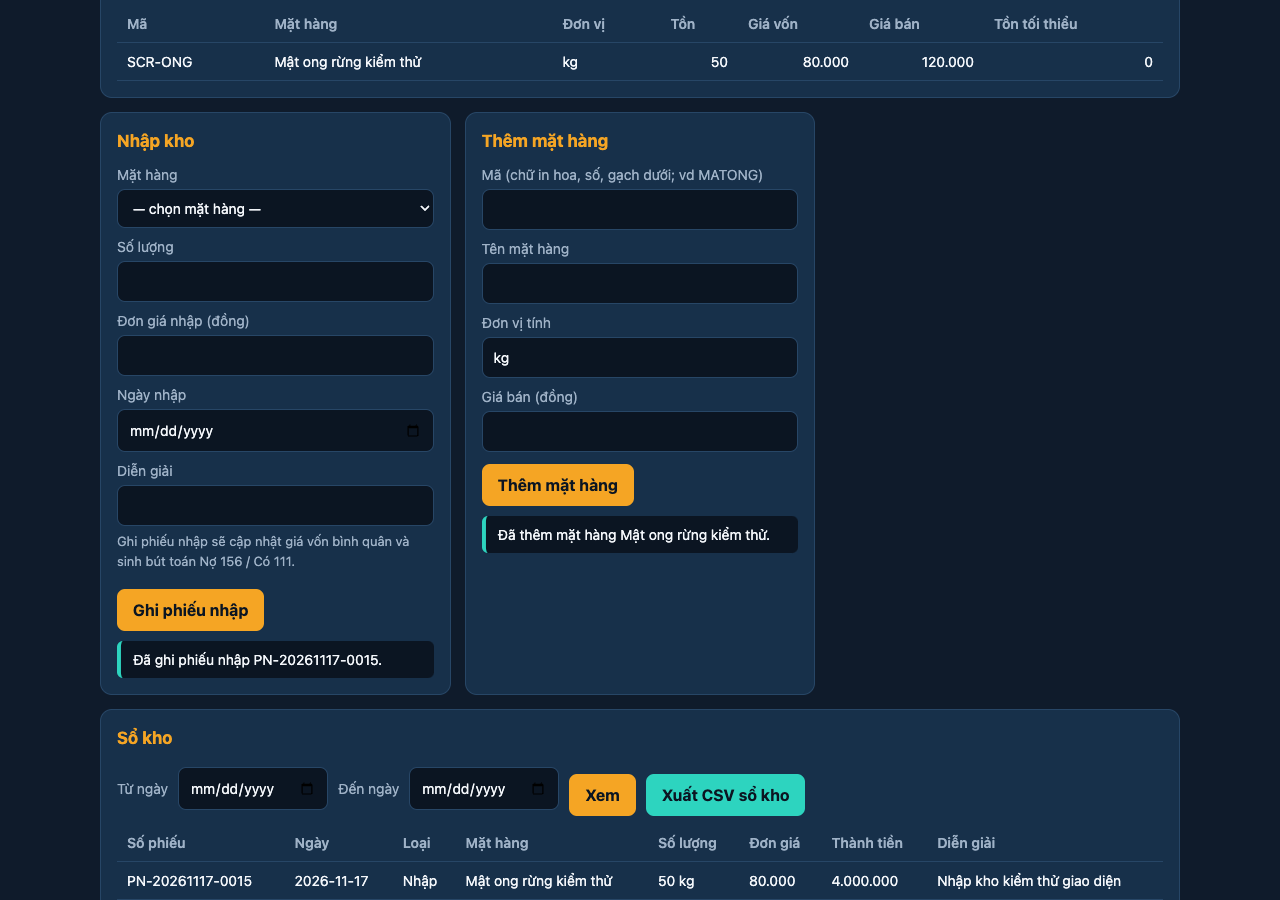 Mã Mặt hàng Đơn vị Tồn Giá vốn Giá bán Tồn tối thiểu
SCR-ONG Mật ong rừng kiểm thử kg 50 80.000 120.000 0
Nhập kho
Mặt hàng
— chọn mặt hàng —
Số lượng
Đơn giá nhập (đồng)
Ngày nhập
mm/dd/yyyy
Diễn giải
Ghi phiếu nhập sẽ cập nhật giá vốn bình quân và
sinh bút toán Nợ 156 / Có 111.
Ghi phiếu nhập
Đã ghi phiếu nhập PN-20261117-0015.
Thêm mặt hàng
Mã (chữ in hoa, số, gạch dưới; vd MATONG)
Tên mặt hàng
Đơn vị tính
kg
Giá bán (đồng)
Thêm mặt hàng
Đã thêm mặt hàng Mật ong rừng kiểm thử.
Sổ kho
Từ ngày mm/dd/yyyy Đến ngày mm/dd/yyyy Xem Xuất CSV sổ kho
Số phiếu Ngày Loại Mặt hàng Số lượng Đơn giá Thành tiền Diễn giải
PN-20261117-0015 2026-11-17 Nhập Mật ong rừng kiểm thử 50 kg 80.000 4.000.000 Nhập kho kiểm thử giao diện